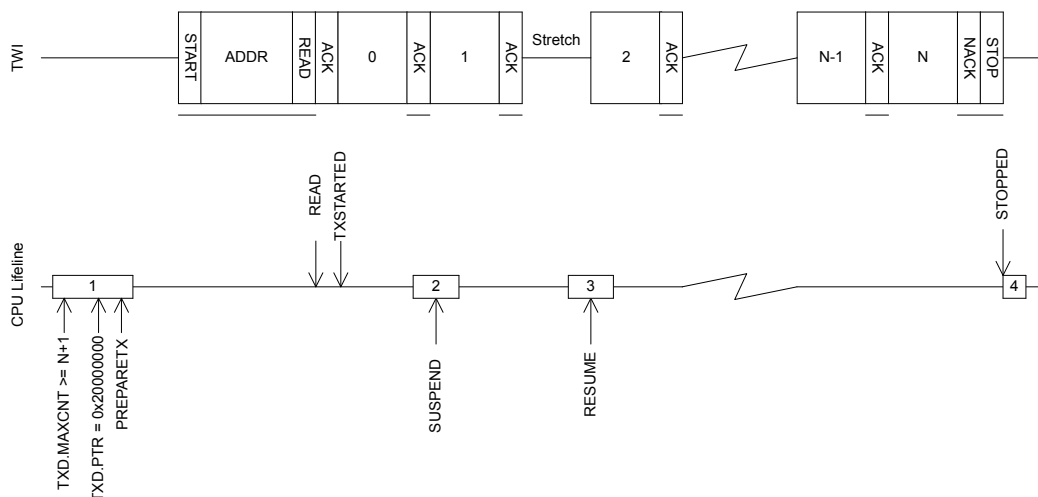 TWI
START
ADDR
READ
ACK
0
ACK
1
ACK
Stretch
2
ACK
N-1
ACK
N
NACK
STOP
READ
TXSTARTED
STOPPED
CPU Lifeline
1
2
3
4
TXD.MAXCNT >= N+1
TXD.PTR = 0x20000000
PREPARETX
SUSPEND
RESUME